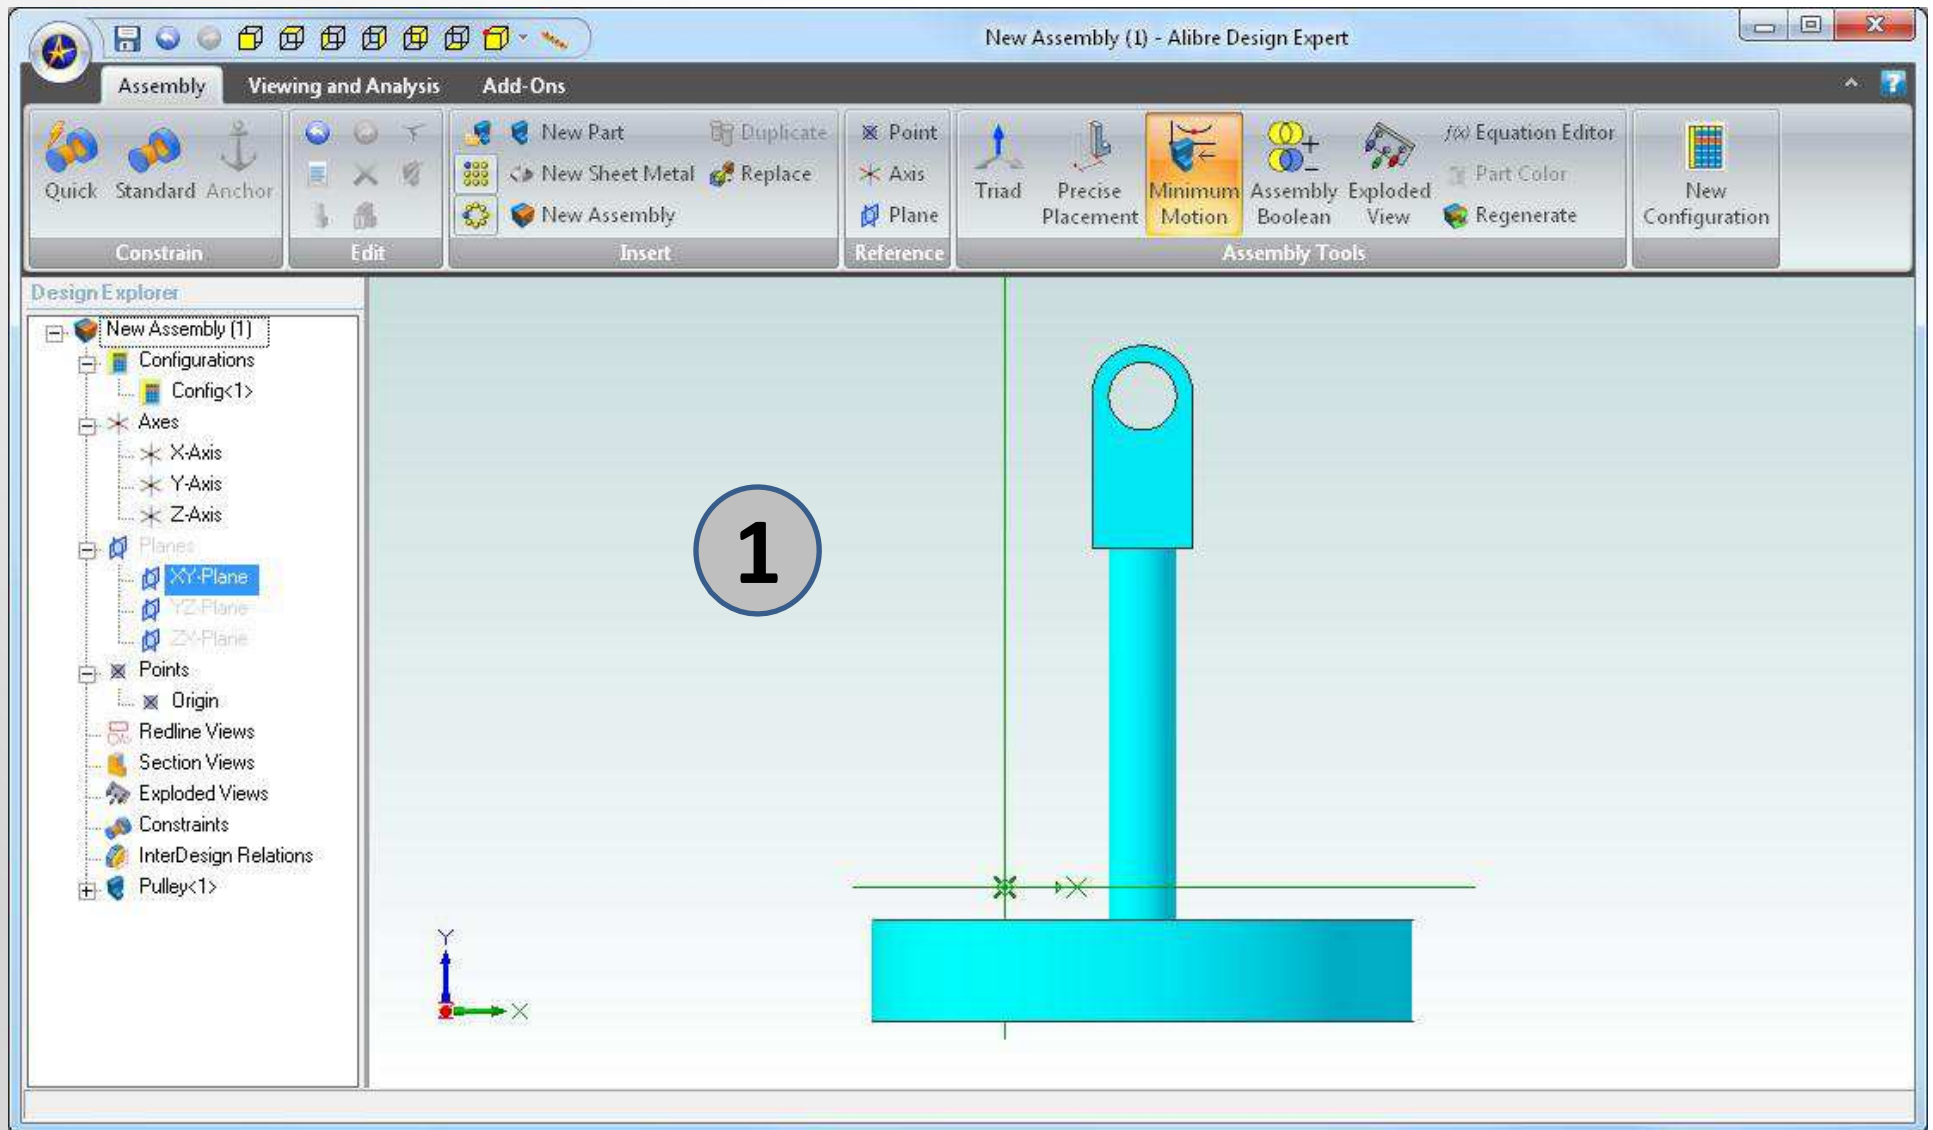 New Assembly (1) - Alibre Design Expert
Assembly
Viewing and Analysis
Add-Ons
Quick
Standard
Anchor
Constrain
Edit
New Part
Duplicate
New Sheet Metal
Replace
New Assembly
Insert
Point
Axis
Plane
Reference
Triad
Precise
Placement
Minimum
Motion
Assembly
Boolean
Exploded
View
f(x) Equation Editor
Part Color
Regenerate
Assembly Tools
New
Configuration
Design Explorer
New Assembly (1)
Configurations
Config<1>
Axes
X-Axis
Y-Axis
Z-Axis
Planes
XY-Plane
YZ-Plane
ZX-Plane
Points
Origin
Redline Views
Section Views
Exploded Views
Constraints
InterDesign Relations
Pulley<1>
1
X
Y
X